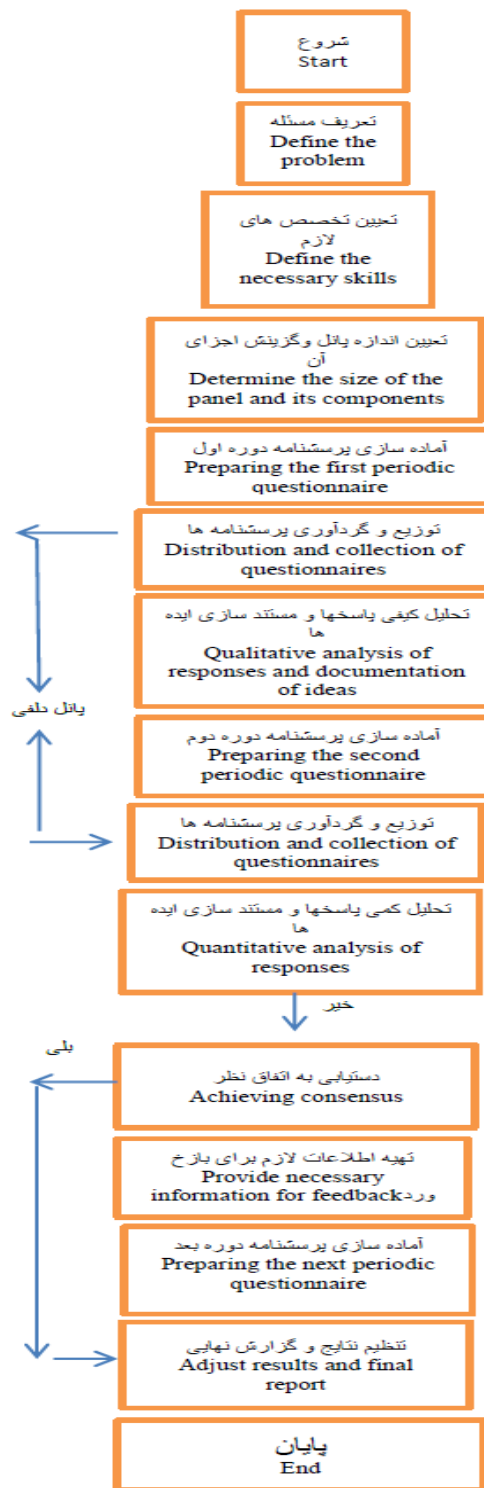 شروع
Start
تعریف مسئله
Define the
problem
تعیین تخصص های
لازم
Define the
necessary skills
تعیین اندازه پانل وگزینش اجزای
آن
Determine the size of the
panel and its components
آماده سازی پرسشنامه دوره اول
Preparing the first periodic
questionnaire
توزیع و گردآوری پرسشنامه ها
Distribution and collection of
questionnaires
تحلیل کیفی پاسخها و مستند سازی ایده
ها
Qualitative analysis of
responses and documentation
of ideas
پانل دلفی
آماده سازی پرسشنامه دوره دوم
Preparing the second
periodic questionnaire
توزیع و گردآوری پرسشنامه ها
Distribution and collection of
questionnaires
تحلیل کمی پاسخها و مستند سازی ایده
ها
Quantitative analysis of
responses
خیر
بلی
دستیابی به اتفاق نظر
Achieving consensus
تهیه اطلاعات لازم برای بازخ
Provide necessary
information for feedbackورد
آماده سازی پرسشنامه دوره بعد
Preparing the next periodic
questionnaire
تنظیم نتایج و گزارش نهایی
Adjust results and final
report
پایان
End